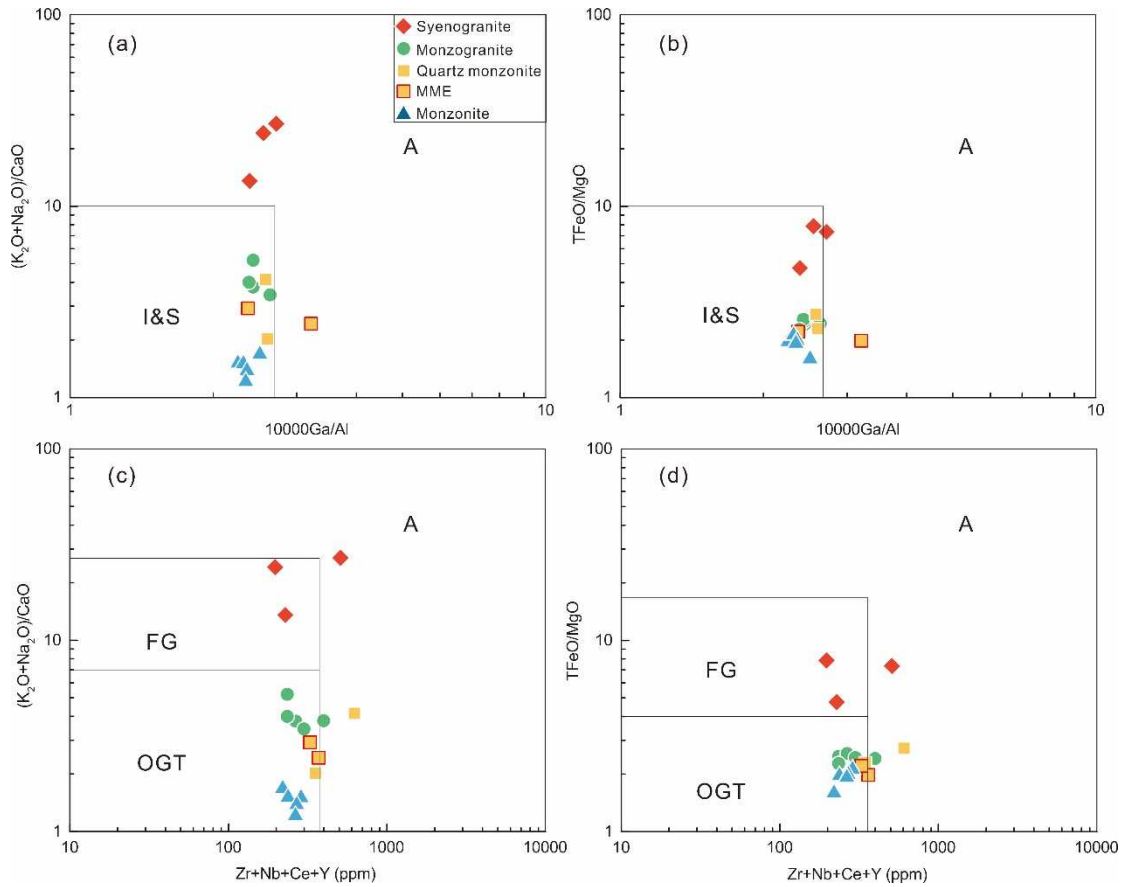 (a)
100
10
1
(K₂O+Na₂O)/CaO
A
I&S
1
10
10000Ga/Al
Syenogranite
Monzogranite
Quartz monzonite
MME
Monzonite
(b)
100
10
1
TFeO/MgO
A
I&S
1
10
10000Ga/Al
(c)
100
10
1
(K₂O+Na₂O)/CaO
A
FG
OGT
10
100
1000
10000
Zr+Nb+Ce+Y (ppm)
(d)
100
10
1
TFeO/MgO
A
FG
OGT
10
100
1000
10000
Zr+Nb+Ce+Y (ppm)